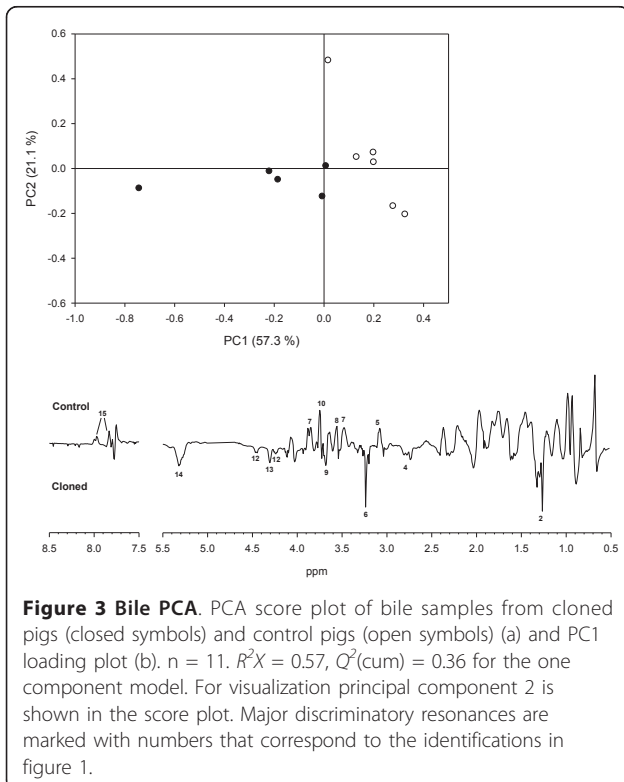 0.6
0.4
0.2
0.0
-0.2
-0.4
-0.6
PC2 (21.1 %)
-1.0 -0.8 -0.6 -0.4 -0.2 0.0 0.2 0.4
PC1 (57.3 %)
Control
Cloned
15
14
12
13
12
7
10
9
8
7
6
5
4
2
8.5 8.0 7.5 5.5 5.0 4.5 4.0 3.5 3.0 2.5 2.0 1.5 1.0 0.5
ppm
Figure 3 Bile PCA. PCA score plot of bile samples from cloned
pigs (closed symbols) and control pigs (open symbols) (a) and PC1
loading plot (b). n = 11. R²X = 0.57, Q²(cum) = 0.36 for the one
component model. For visualization principal component 2 is
shown in the score plot. Major discriminatory resonances are
marked with numbers that correspond to the identifications in
figure 1.